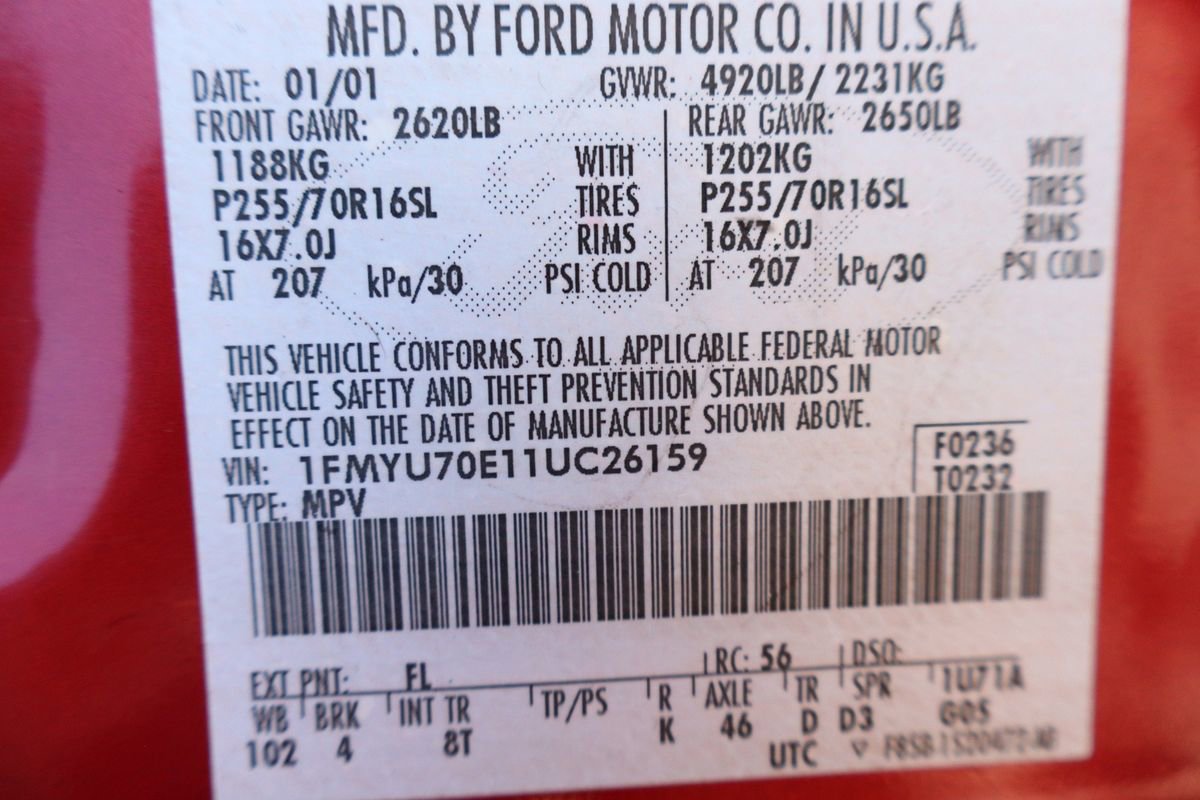 MFD. BY FORD MOTOR CO. IN U.S.A.
DATE: 01/01 GVWR: 4920LB/ 2231KG
FRONT GAWR: 2620LB REAR GAWR: 2650LB
1188KG WITH 1202KG WITH
P255/70R16SL TIRES P255/70R16SL TIRES
16X7.0J RIMS 16X7.0J RIMS
AT 207 kPa/30 PSI COLD AT 207 kPa/30 PSI COLD
THIS VEHICLE CONFORMS TO ALL APPLICABLE FEDERAL MOTOR
VEHICLE SAFETY AND THEFT PREVENTION STANDARDS IN
EFFECT ON THE DATE OF MANUFACTURE SHOWN ABOVE.
VIN: 1FMYU70E11UC26159 F0236
TYPE: MPV T0232
EXT PNT: FL RC: 56 DSO:
WB BRK INT TR TP/PS R AXLE TR SPR 1U71A
102 4 8T K 46 D D3 G05
UTC